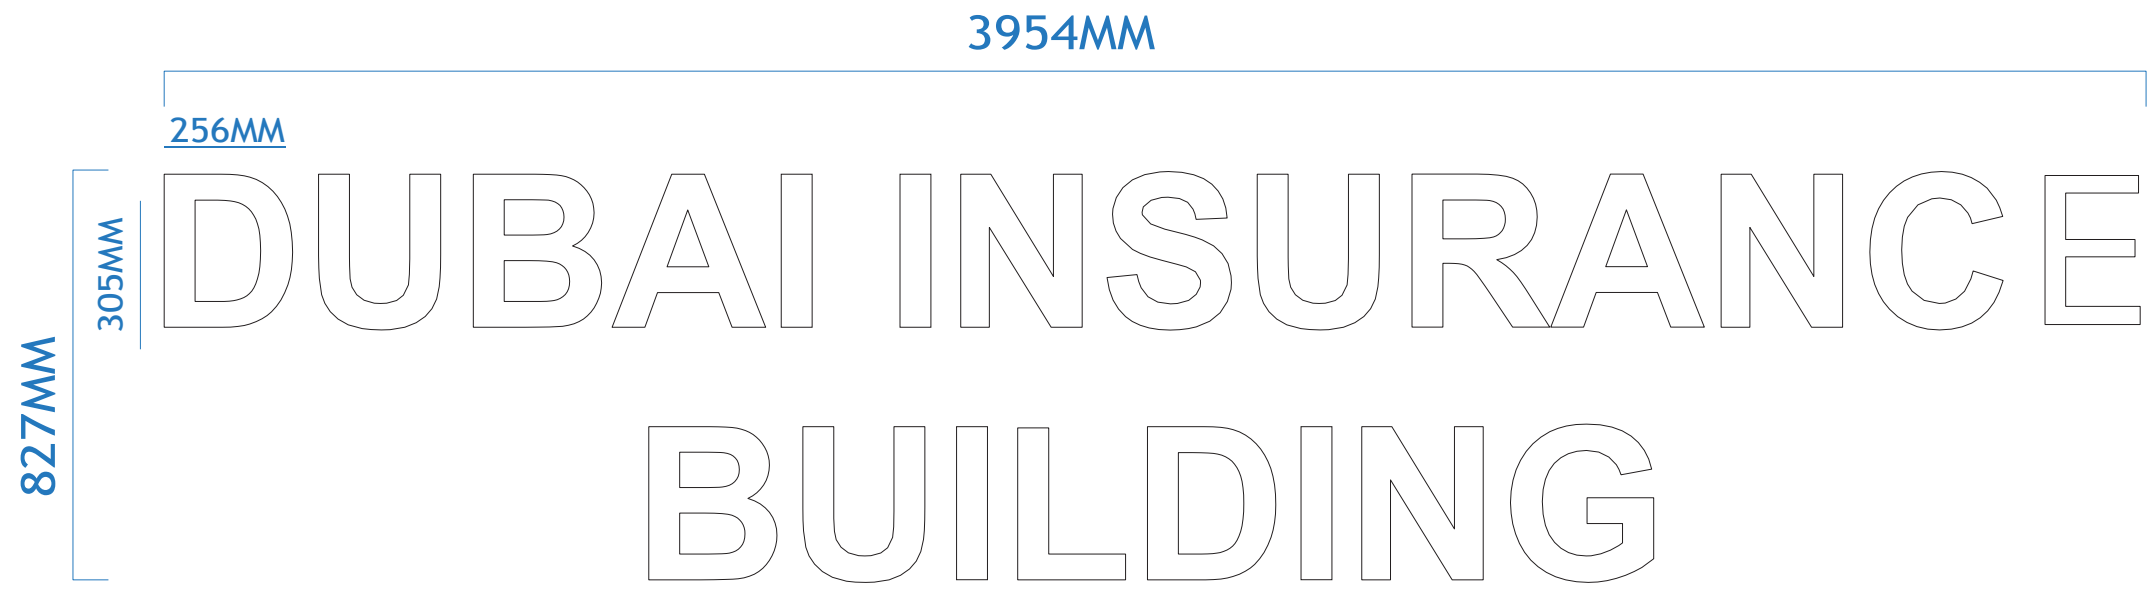 3954MM
256MM
DUBAI INSURANCE
305MM
827MM
BUILDING